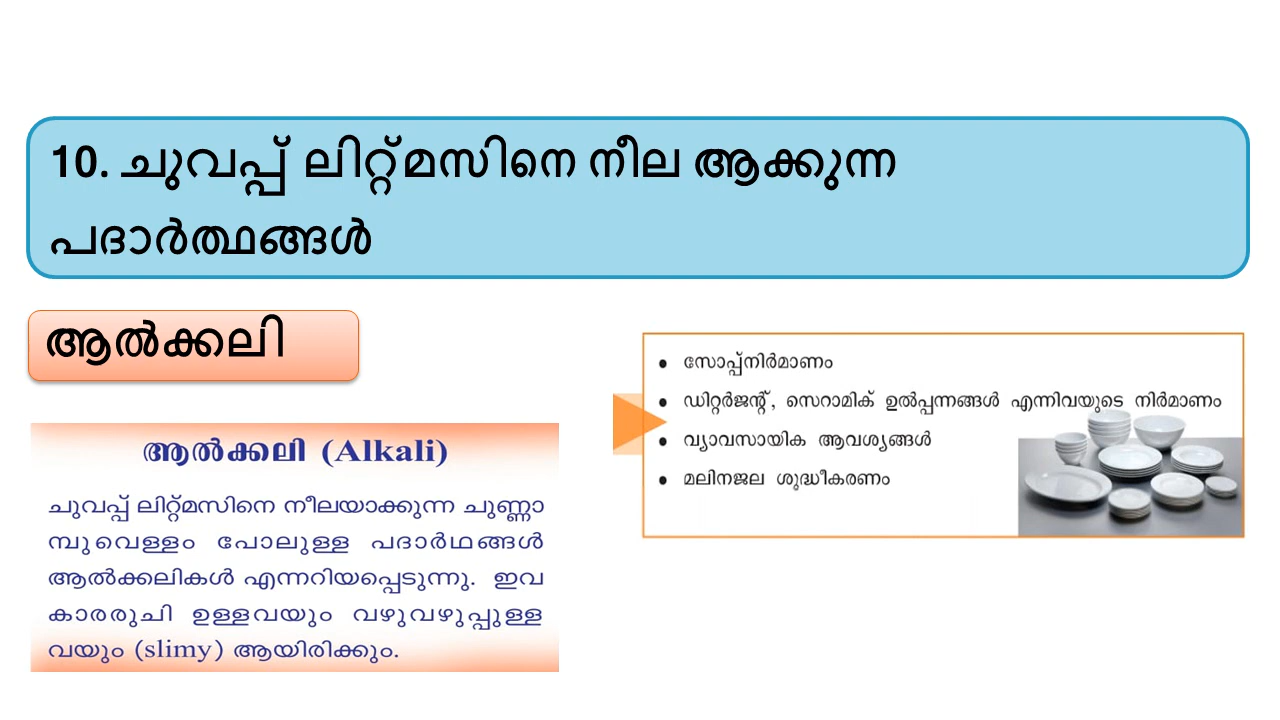 10. ചുവപ്പ് ലിറ്റ്മസിനെ നീല ആക്കുന്ന
പദാർത്ഥങ്ങൾ
ആൽക്കലി
ആൽക്കലി (Alkali)
ചുവപ്പ് ലിറ്റ്മസിനെ നീലയാക്കുന്ന ചുണ്ണാ
മ്പുവെള്ളം പോലുള്ള പദാർഥങ്ങൾ
ആൽക്കലികൾ എന്നറിയപ്പെടുന്നു. ഇവ
കാരരുചി ഉള്ളവയും വഴുവഴുപ്പുള്ള
വയും (slimy) ആയിരിക്കും.
• സോപ്പ്നിർമാണം
• ഡിറ്റർജന്റ്, സെറാമിക് ഉൽപ്പന്നങ്ങൾ എന്നിവയുടെ നിർമാണം
• വ്യാവസായിക ആവശ്യങ്ങൾ
• മലിനജല ശുദ്ധീകരണം